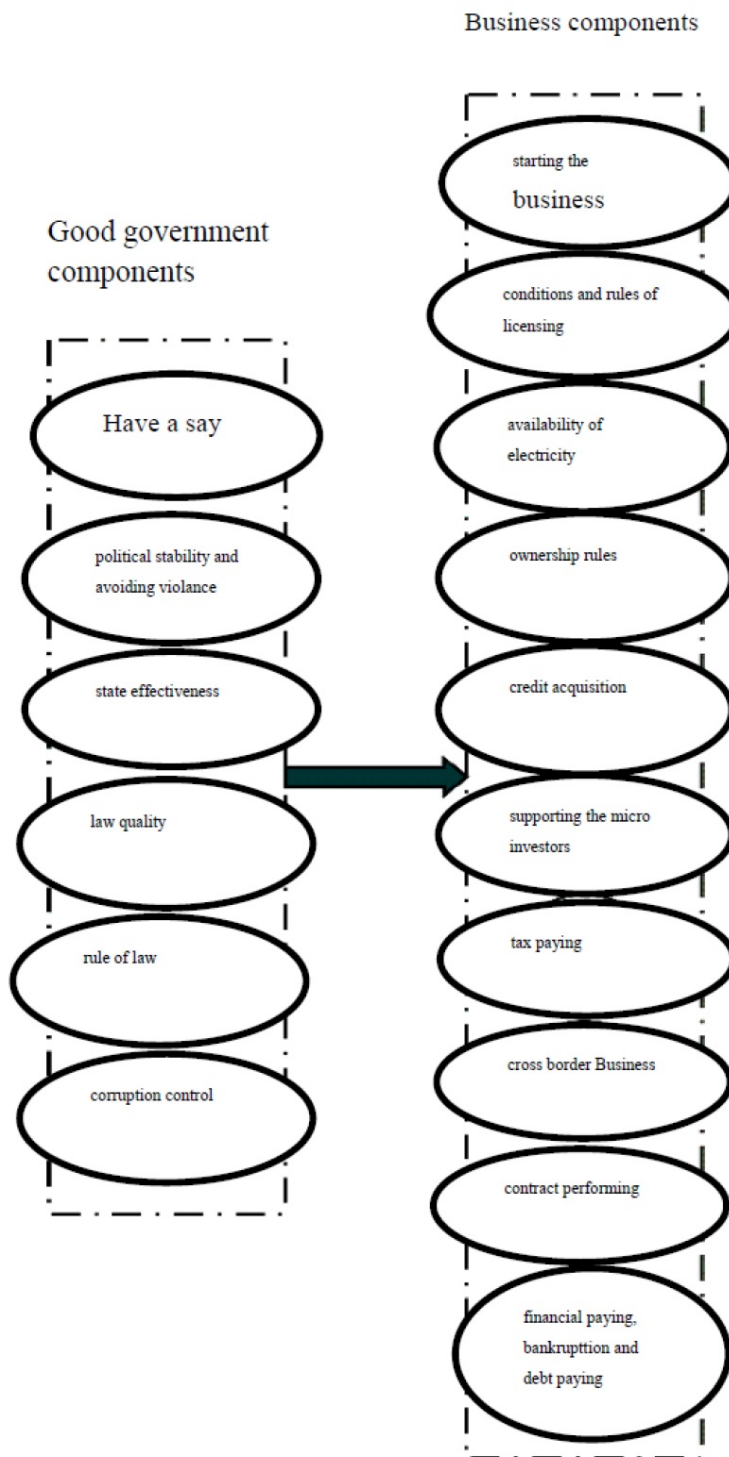 Business components
starting the
business
conditions and rules of
licensing
availability of
electricity
ownership rules
credit acquisition
supporting the micro
investors
tax paying
cross border Business
contract performing
financial paying,
bankrupttion and
debt paying
Good government
components
Have a say
political stability and
avoiding violance
state effectiveness
law quality
rule of law
corruption control